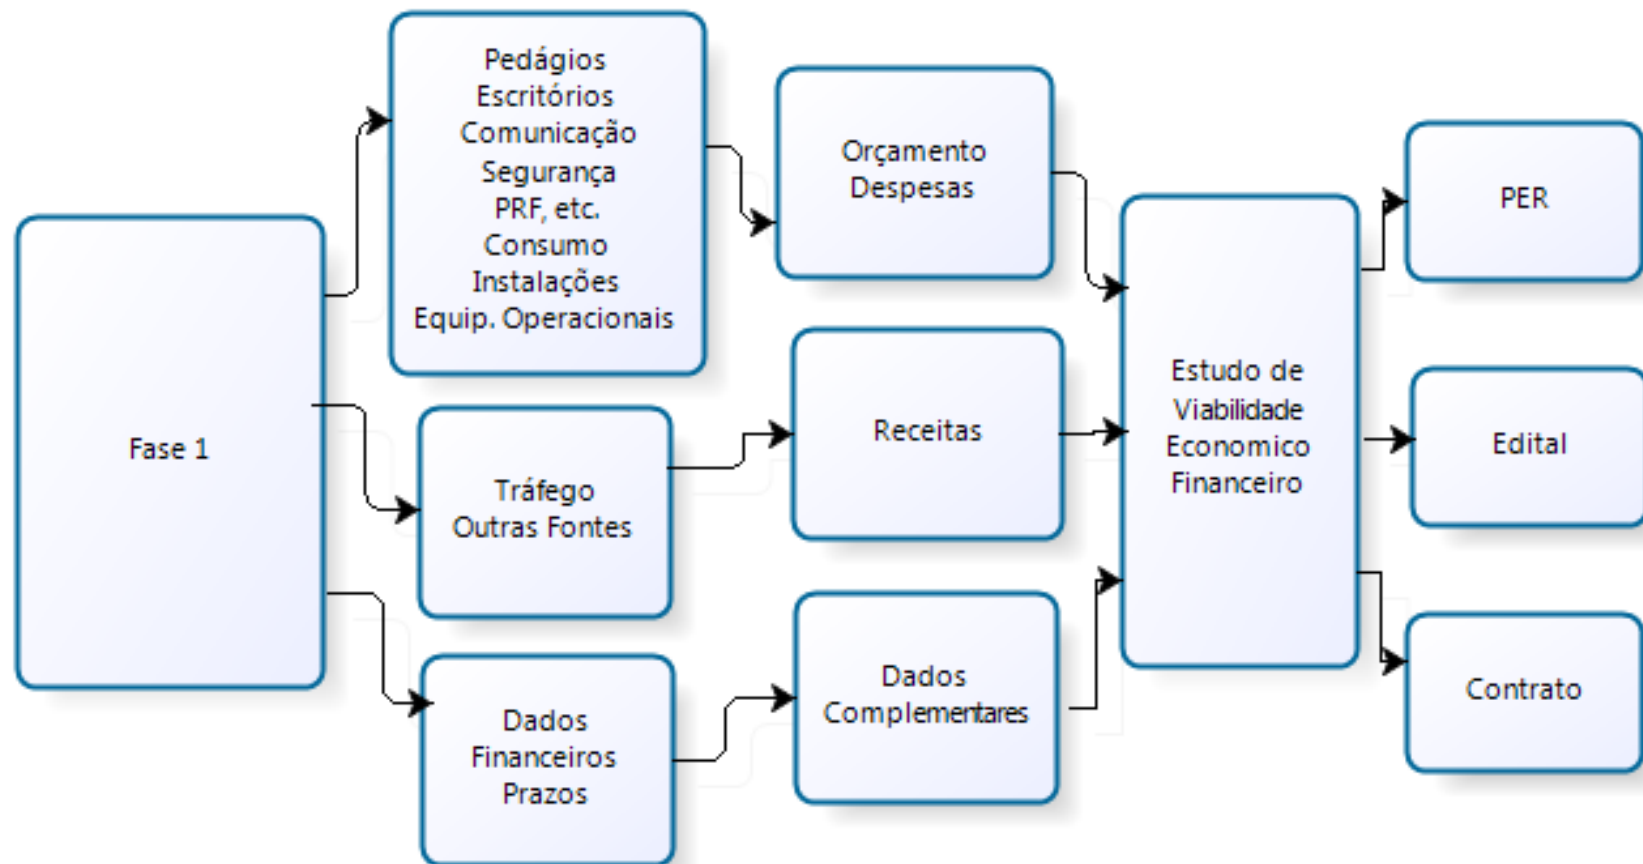 Fase 1
Pedágios
Escritórios
Comunicação
Segurança
PRF, etc.
Consumo
Instalações
Equip. Operacionais
Tráfego
Outras Fontes
Dados
Financeiros
Prazos
Orçamento
Despesas
Receitas
Dados
Complementares
Estudo de
Viabilidade
Economico
Financeiro
PER
Edital
Contrato